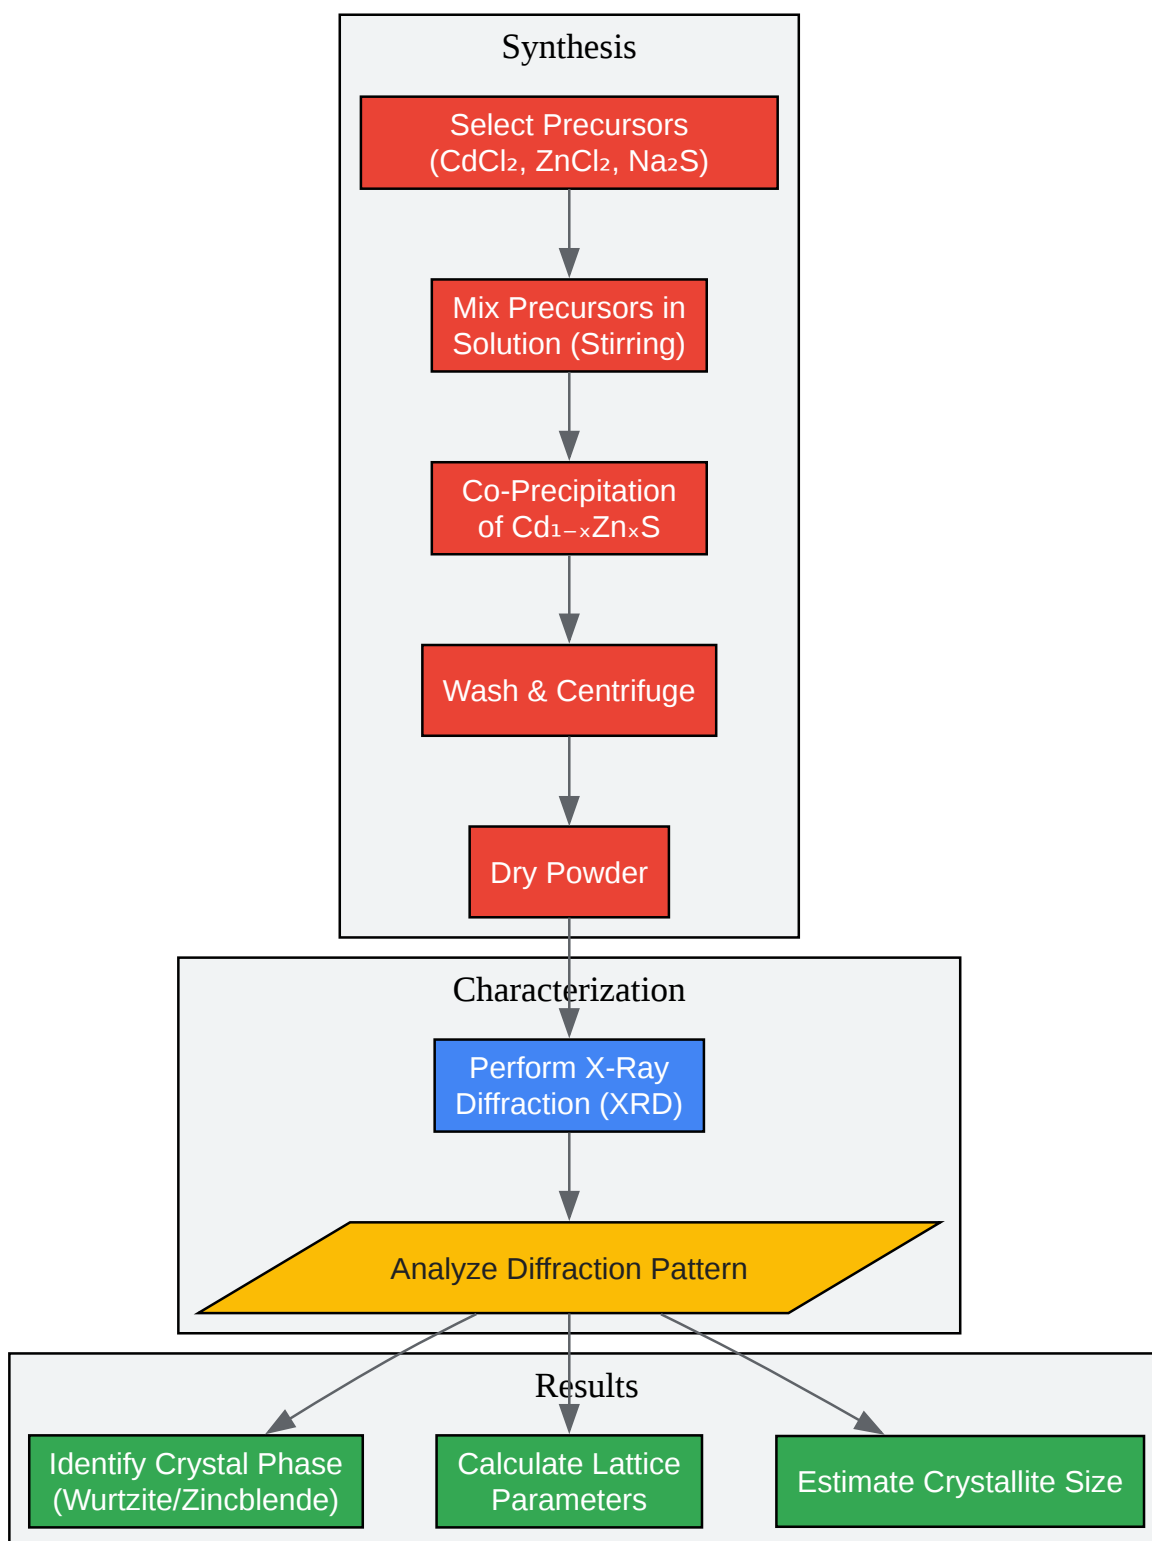 Synthesis
Select Precursors
(CdCl₂, ZnCl₂, Na₂S)
Mix Precursors in
Solution (Stirring)
Co-Precipitation
of Cd₁₋ₓZnₓS
Wash & Centrifuge
Dry Powder
Characterization
Perform X-Ray
Diffraction (XRD)
Analyze Diffraction Pattern
Results
Identify Crystal Phase
(Wurtzite/Zincblende)
Calculate Lattice
Parameters
Estimate Crystallite Size